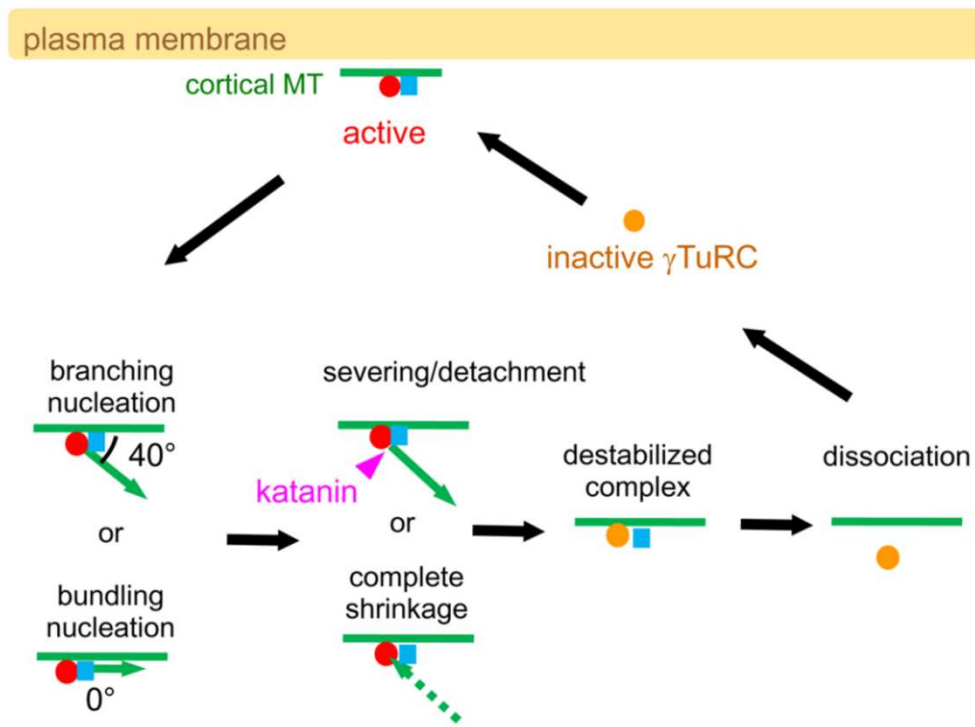 plasma membrane
cortical MT
active
inactive γTuRC
branching
nucleation
40°
or
bundling
nucleation
0°
severing/detachment
katanin
or
complete
shrinkage
destabilized
complex
dissociation